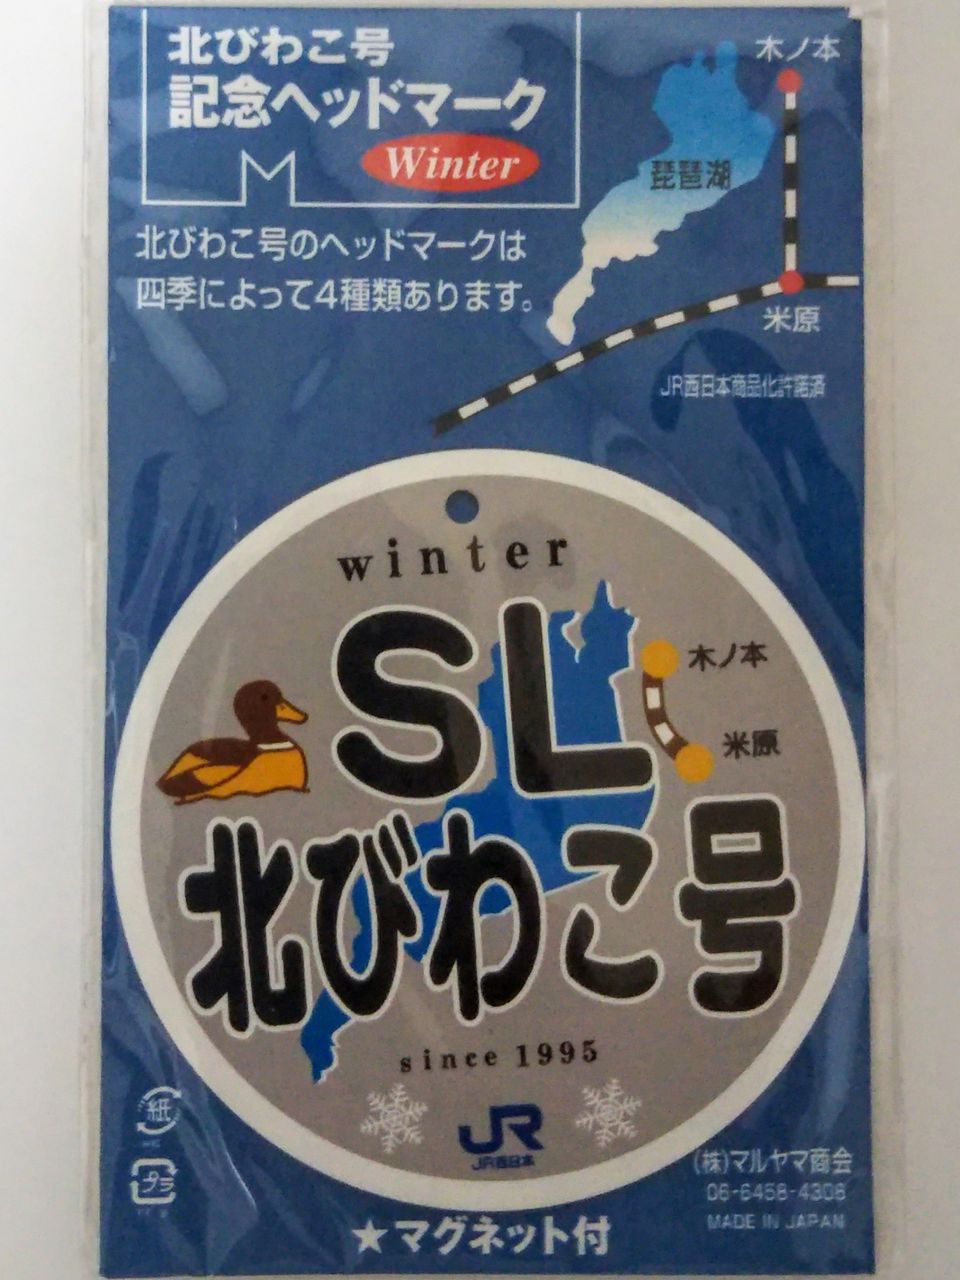 北びわこ号
記念ヘッドマーク
Winter
北びわこ号のヘッドマークは
四季によって4種類あります。
木ノ本
琵琶湖
米原
JR西日本商品化許諾済
winter
SL
木ノ本
米原
北びわこ号
since 1995
JR
JR西日本
紙
プラ
(株)マルヤマ商会
06-6458-4306
MADE IN JAPAN
★マグネット付